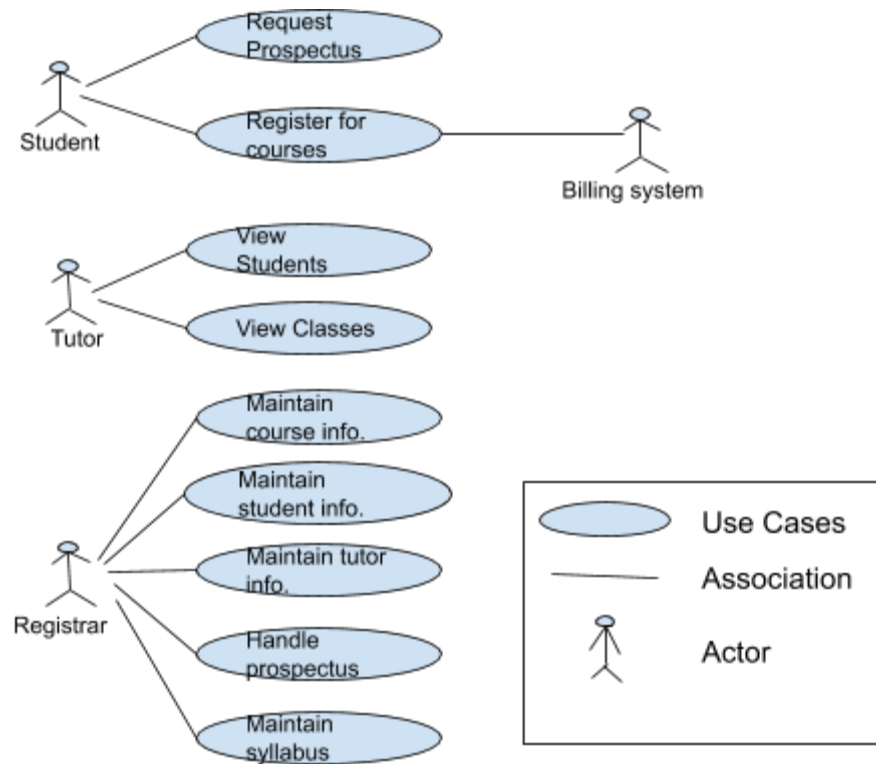 Request
Prospectus
Student
Register for
courses
Billing system
View
Students
Tutor
View Classes
Maintain
course info.
Maintain
student info.
Maintain tutor
info.
Registrar
Handle
prospectus
Maintain
syllabus
Use Cases
Association
Actor